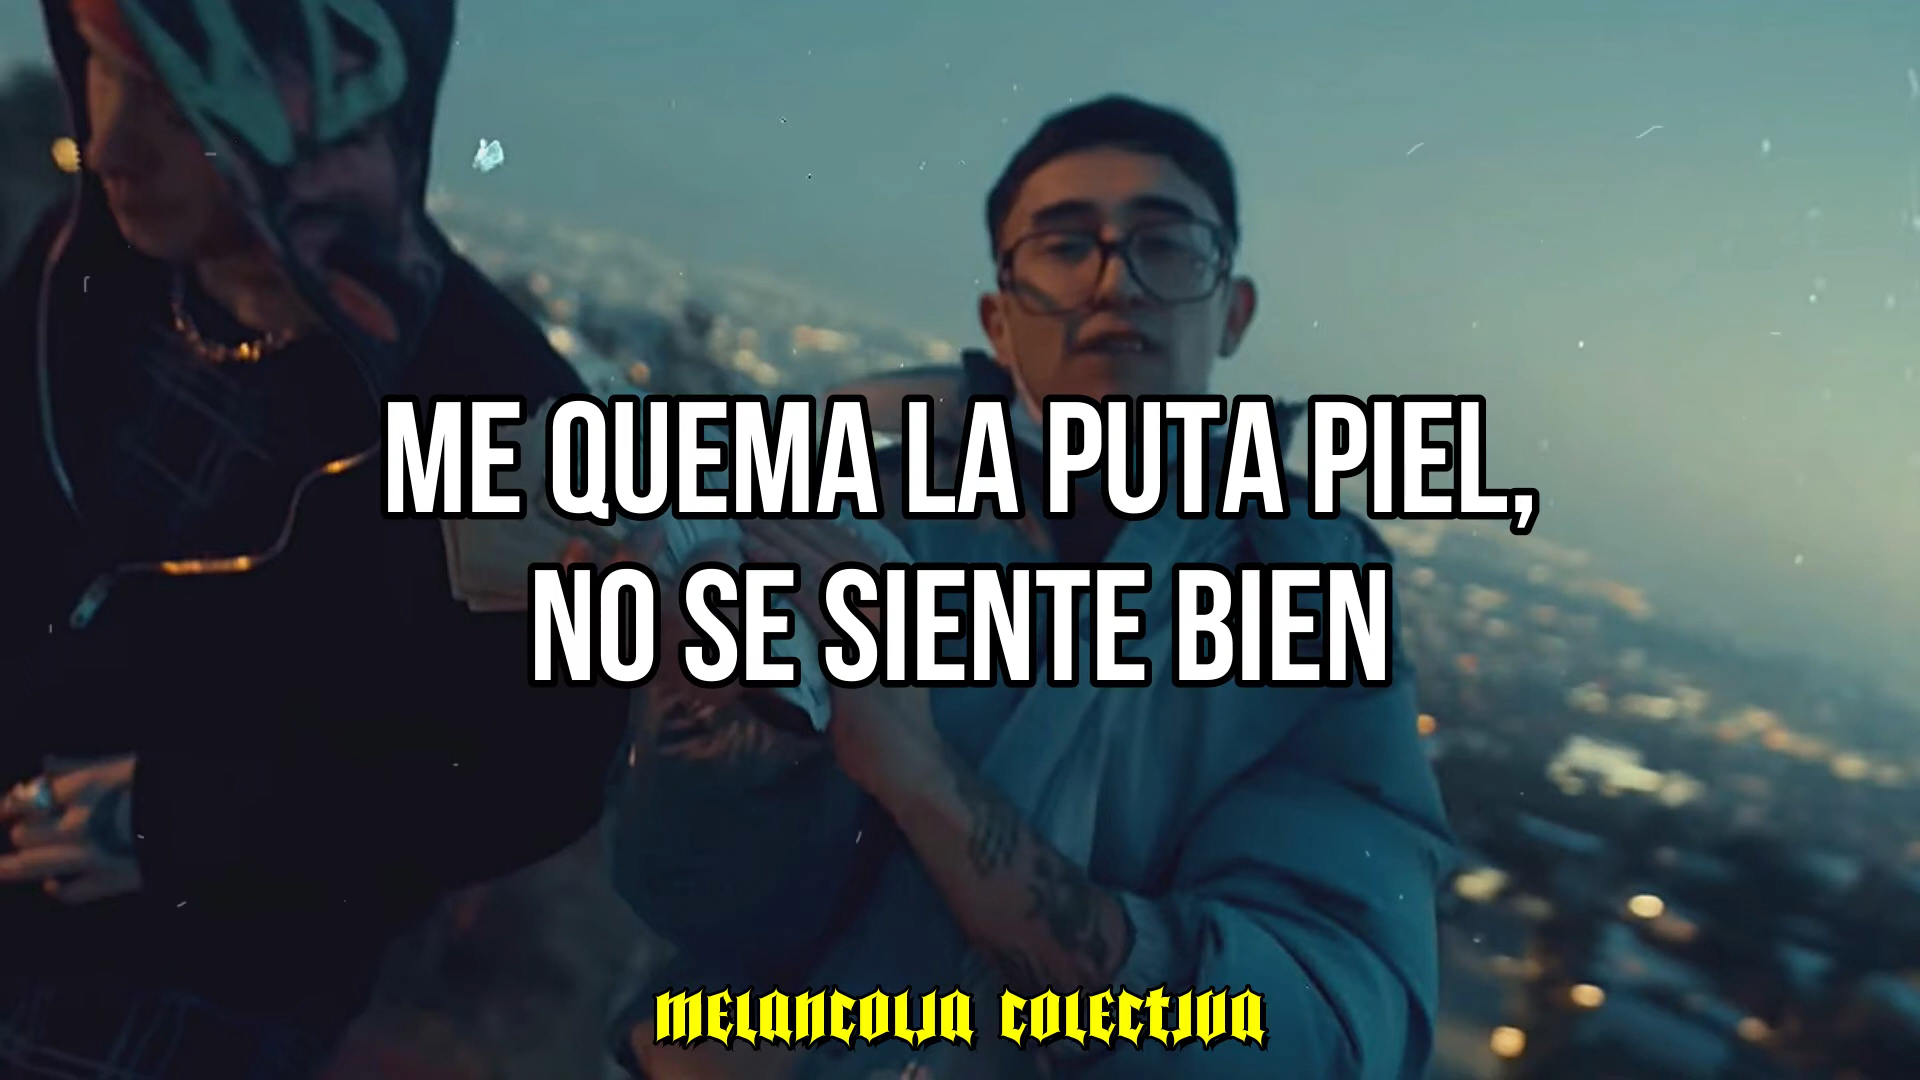 ME QUEMA LA PUTA PIEL,
NO SE SIENTE BIEN
MELANCOLIA COLECTIVA